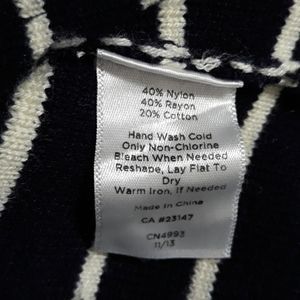 40% Nylon
40% Rayon
20% Cotton
Hand Wash Cold
Only Non-Chlorine
Bleach When Needed
Reshape, Lay Flat To
Dry
Warm Iron, If Needed
Made in China
CA #23147
CN4993
11/13